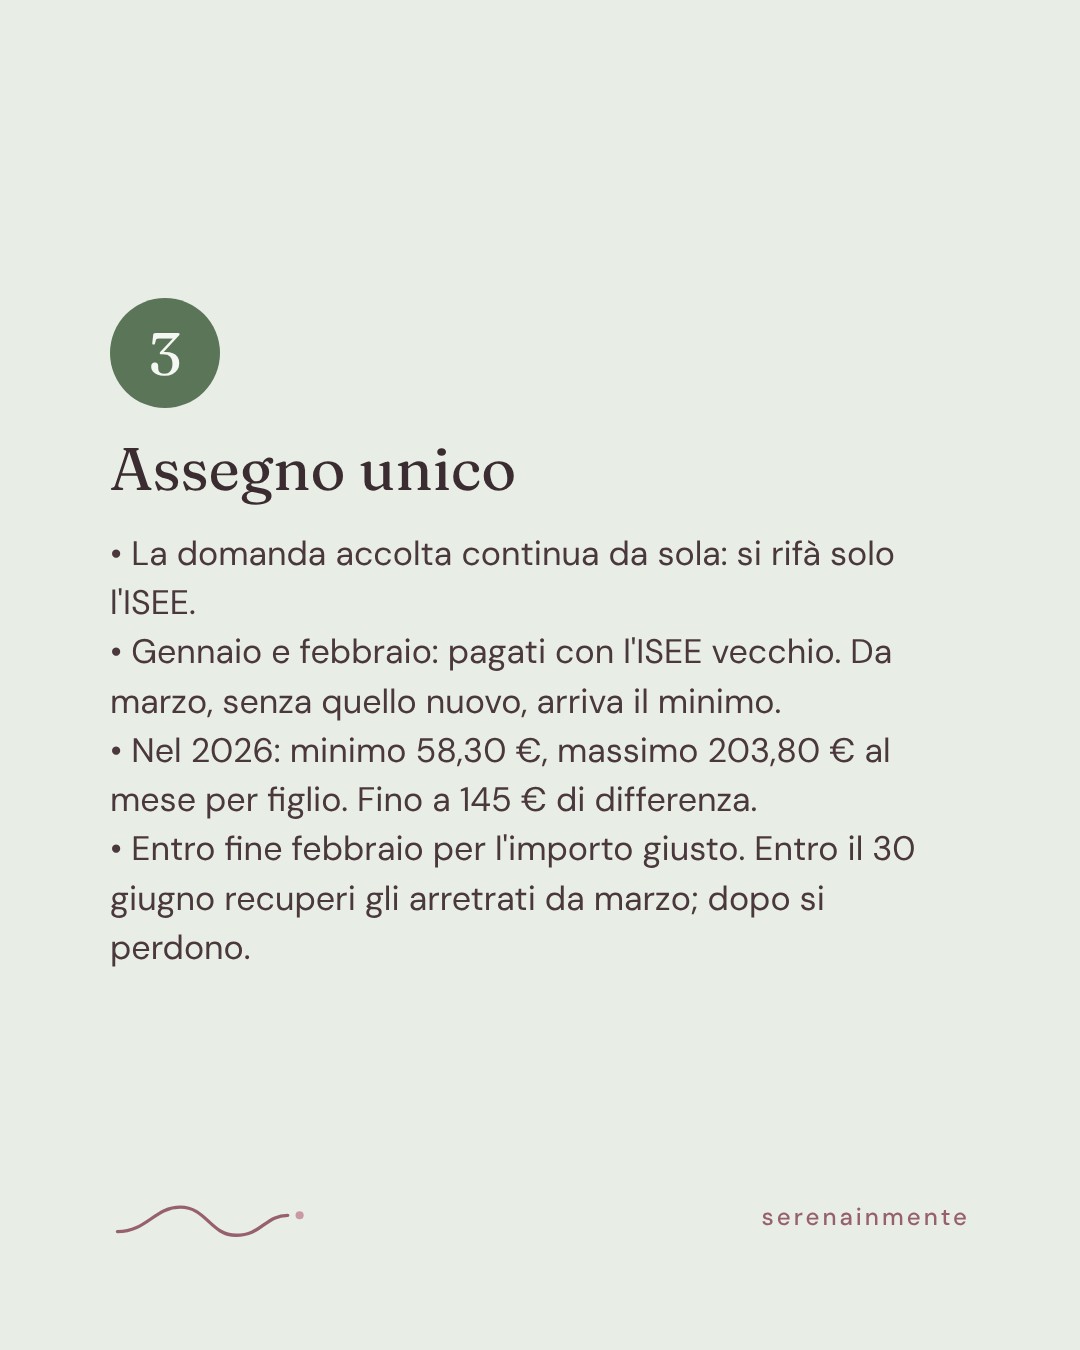 3
Assegno unico
• La domanda accolta continua da sola: si rifà solo
l'ISEE.
• Gennaio e febbraio: pagati con l'ISEE vecchio. Da
marzo, senza quello nuovo, arriva il minimo.
• Nel 2026: minimo 58,30 €, massimo 203,80 € al
mese per figlio. Fino a 145 € di differenza.
• Entro fine febbraio per l'importo giusto. Entro il 30
giugno recuperi gli arretrati da marzo; dopo si
perdono.
serenainmente